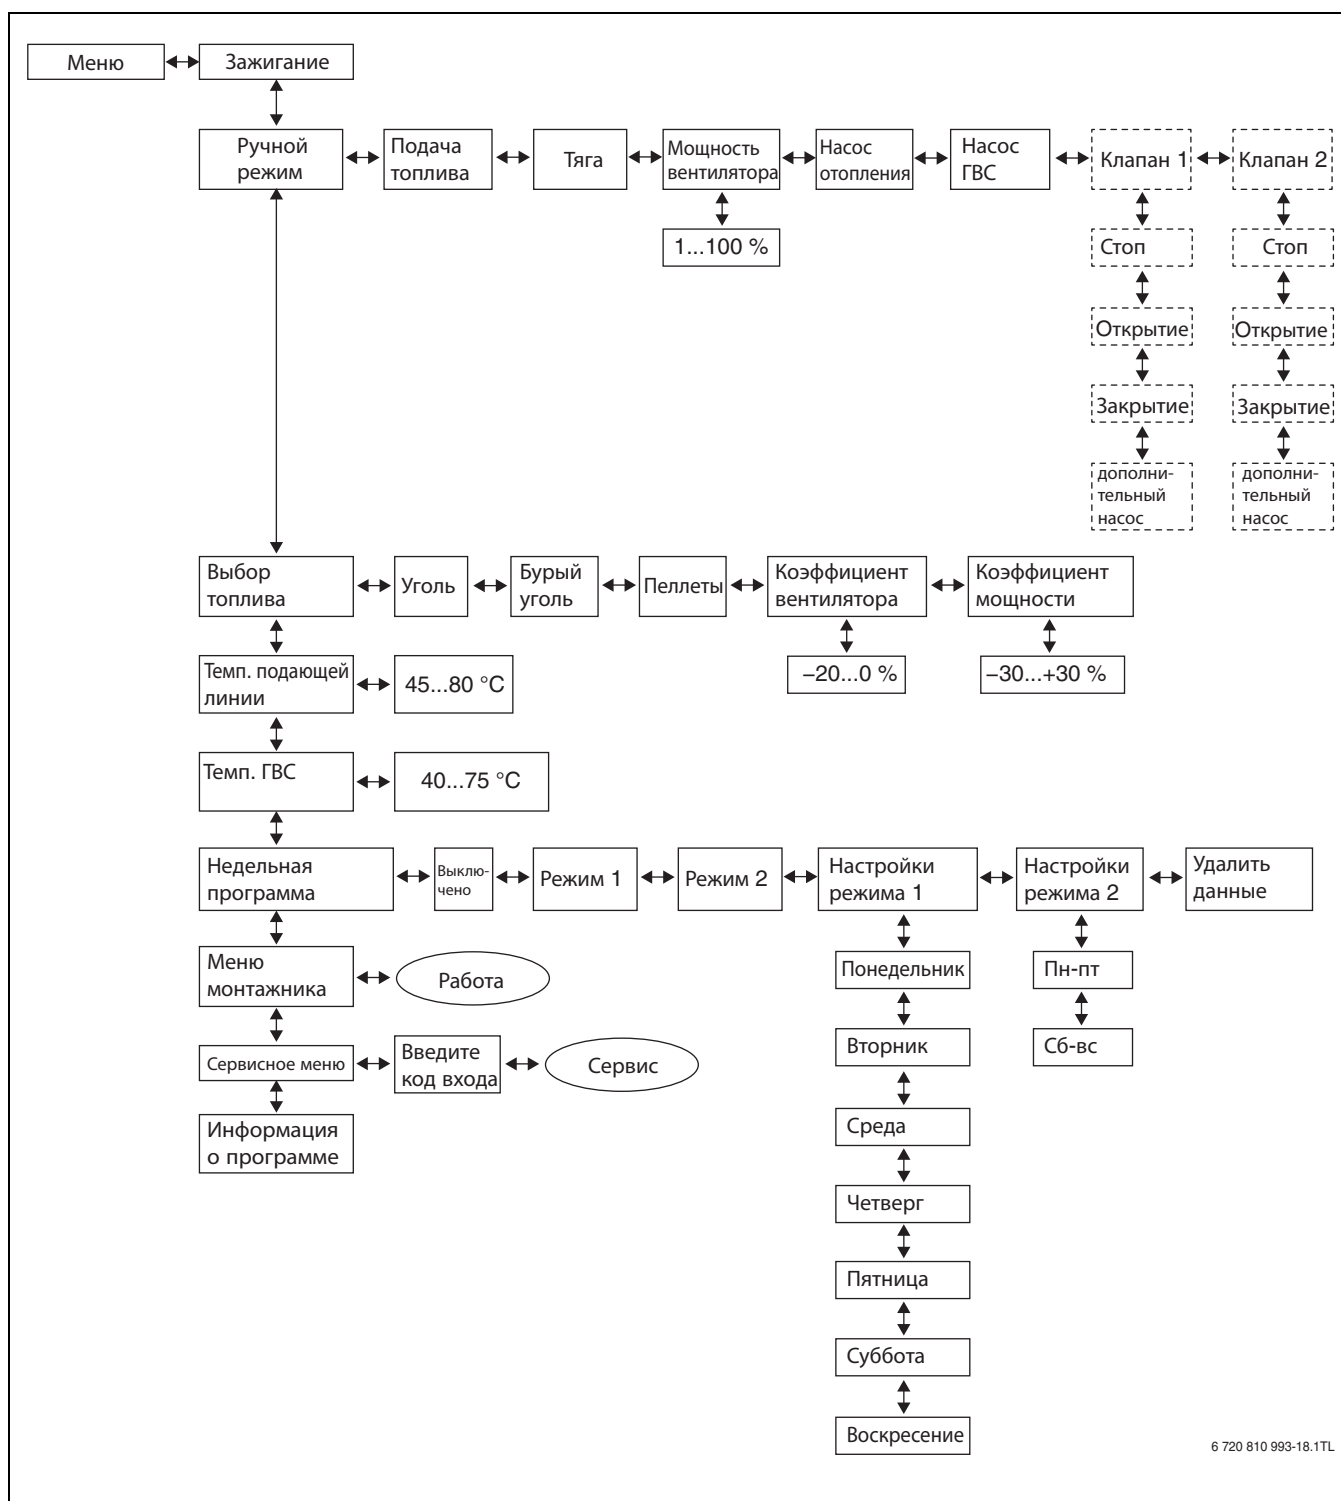 Меню
Зажигание
Ручной
режим
Подача
топлива
Тяга
Мощность
вентилятора
Насос
отопления
Насос
ГВС
Клапан 1
Клапан 2
1...100 %
Стоп
Стоп
Открытие
Открытие
Закрытие
Закрытие
дополни-
тельный
насос
дополни-
тельный
насос
Выбор
топлива
Уголь
Бурый
уголь
Пеллеты
Коэффициент
вентилятора
Коэффициент
мощности
Темп. подающей
линии
45...80 °C
–20...0 %
–30...+30 %
Темп. ГВС
40...75 °C
Недельная
программа
Выклю-
чено
Режим 1
Режим 2
Настройки
режима 1
Настройки
режима 2
Удалить
данные
Меню
монтажника
Работа
Понедельник
Пн-пт
Сервисное меню
Введите
код входа
Сервис
Вторник
Сб-вс
Информация
о программе
Среда
Четверг
Пятница
Суббота
Воскресение
6 720 810 993-18.1TL